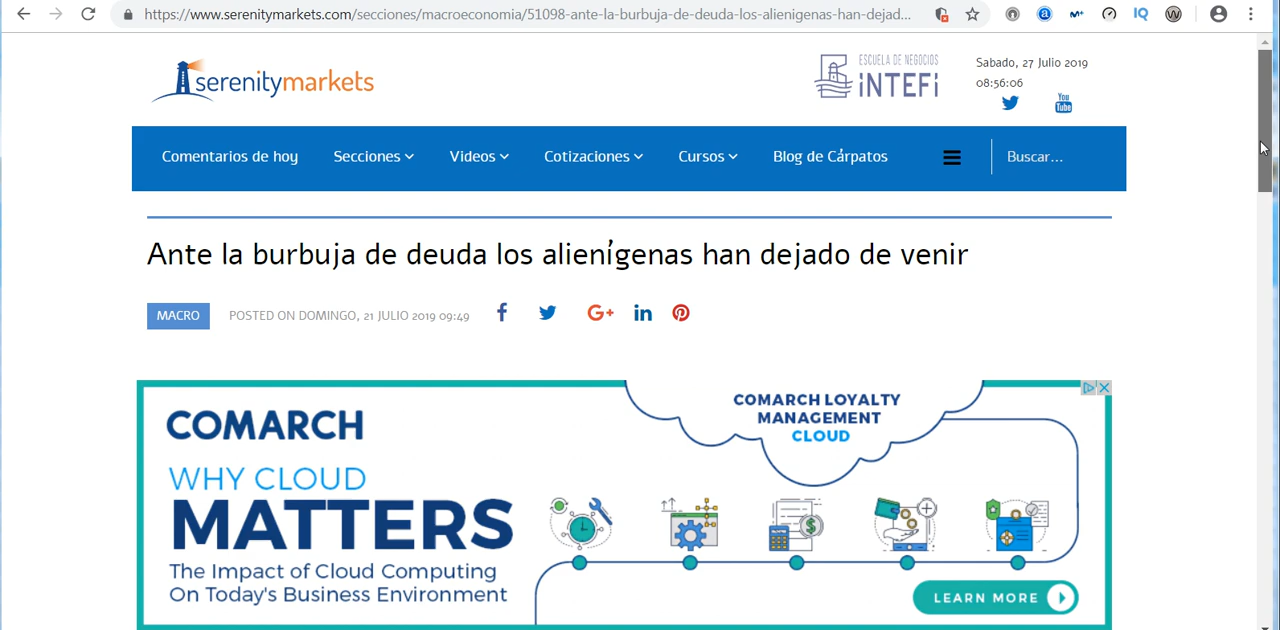 https://www.serenitymarkets.com/secciones/macroeconomia/51098-ante-la-burbuja-de-deuda-los-alienigenas-han-dejad...
serenitymarkets
ESCUELA DE NEGOCIOS
INTEFi
Sabado, 27 Julio 2019
08:56:06
You
Tube
Comentarios de hoy Secciones Videos Cotizaciones Cursos Blog de Cárpatos Buscar...
Ante la burbuja de deuda los alienígenas han dejado de venir
MACRO POSTED ON DOMINGO, 21 JULIO 2019 09:49
COMARCH
WHY CLOUD
MATTERS
The Impact of Cloud Computing
On Today's Business Environment
COMARCH LOYALTY
MANAGEMENT
CLOUD
LEARN MORE